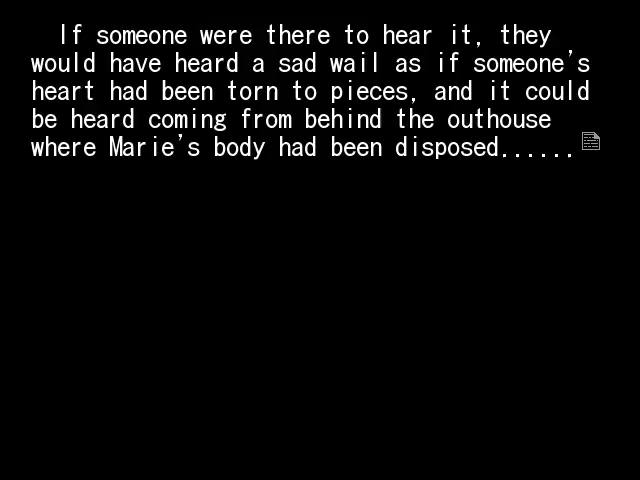 If someone were there to hear it, they
would have heard a sad wail as if someone's
heart had been torn to pieces, and it could
be heard coming from behind the outhouse
where Marie's body had been disposed......